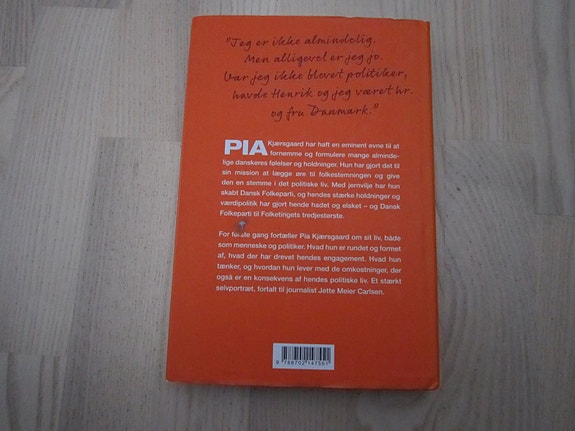 "Jeg er ikke almindelig.
Men alligevel er jeg jo.
Var jeg ikke blevet politiker,
havde Henrik og jeg været hr.
og fru Danmark."
PIA Kjærsgaard har haft en eminent evne til at
fornemme og formulere mange alminde-
lige danskeres følelser og holdninger. Hun har gjort det til
sin mission at lægge øre til folkestemningen og give
den en stemme i det politiske liv. Med jernvilje har hun
skabt Dansk Folkeparti, og hendes stærke holdninger og
værdipolitik har gjort hende hadet og elsket – og Dansk
Folkeparti til Folketingets tredjestørste.
For første gang fortæller Pia Kjærsgaard om sit liv, både
som menneske og politiker. Hvad hun er rundet og formet
af, hvad der har drevet hendes engagement. Hvad hun
tænker, og hvordan hun lever med de omkostninger, der
også er en konsekvens af hendes politiske liv. Et stærkt
selvportræt, fortalt til journalist Jette Meier Carlsen.
9 788702 147551